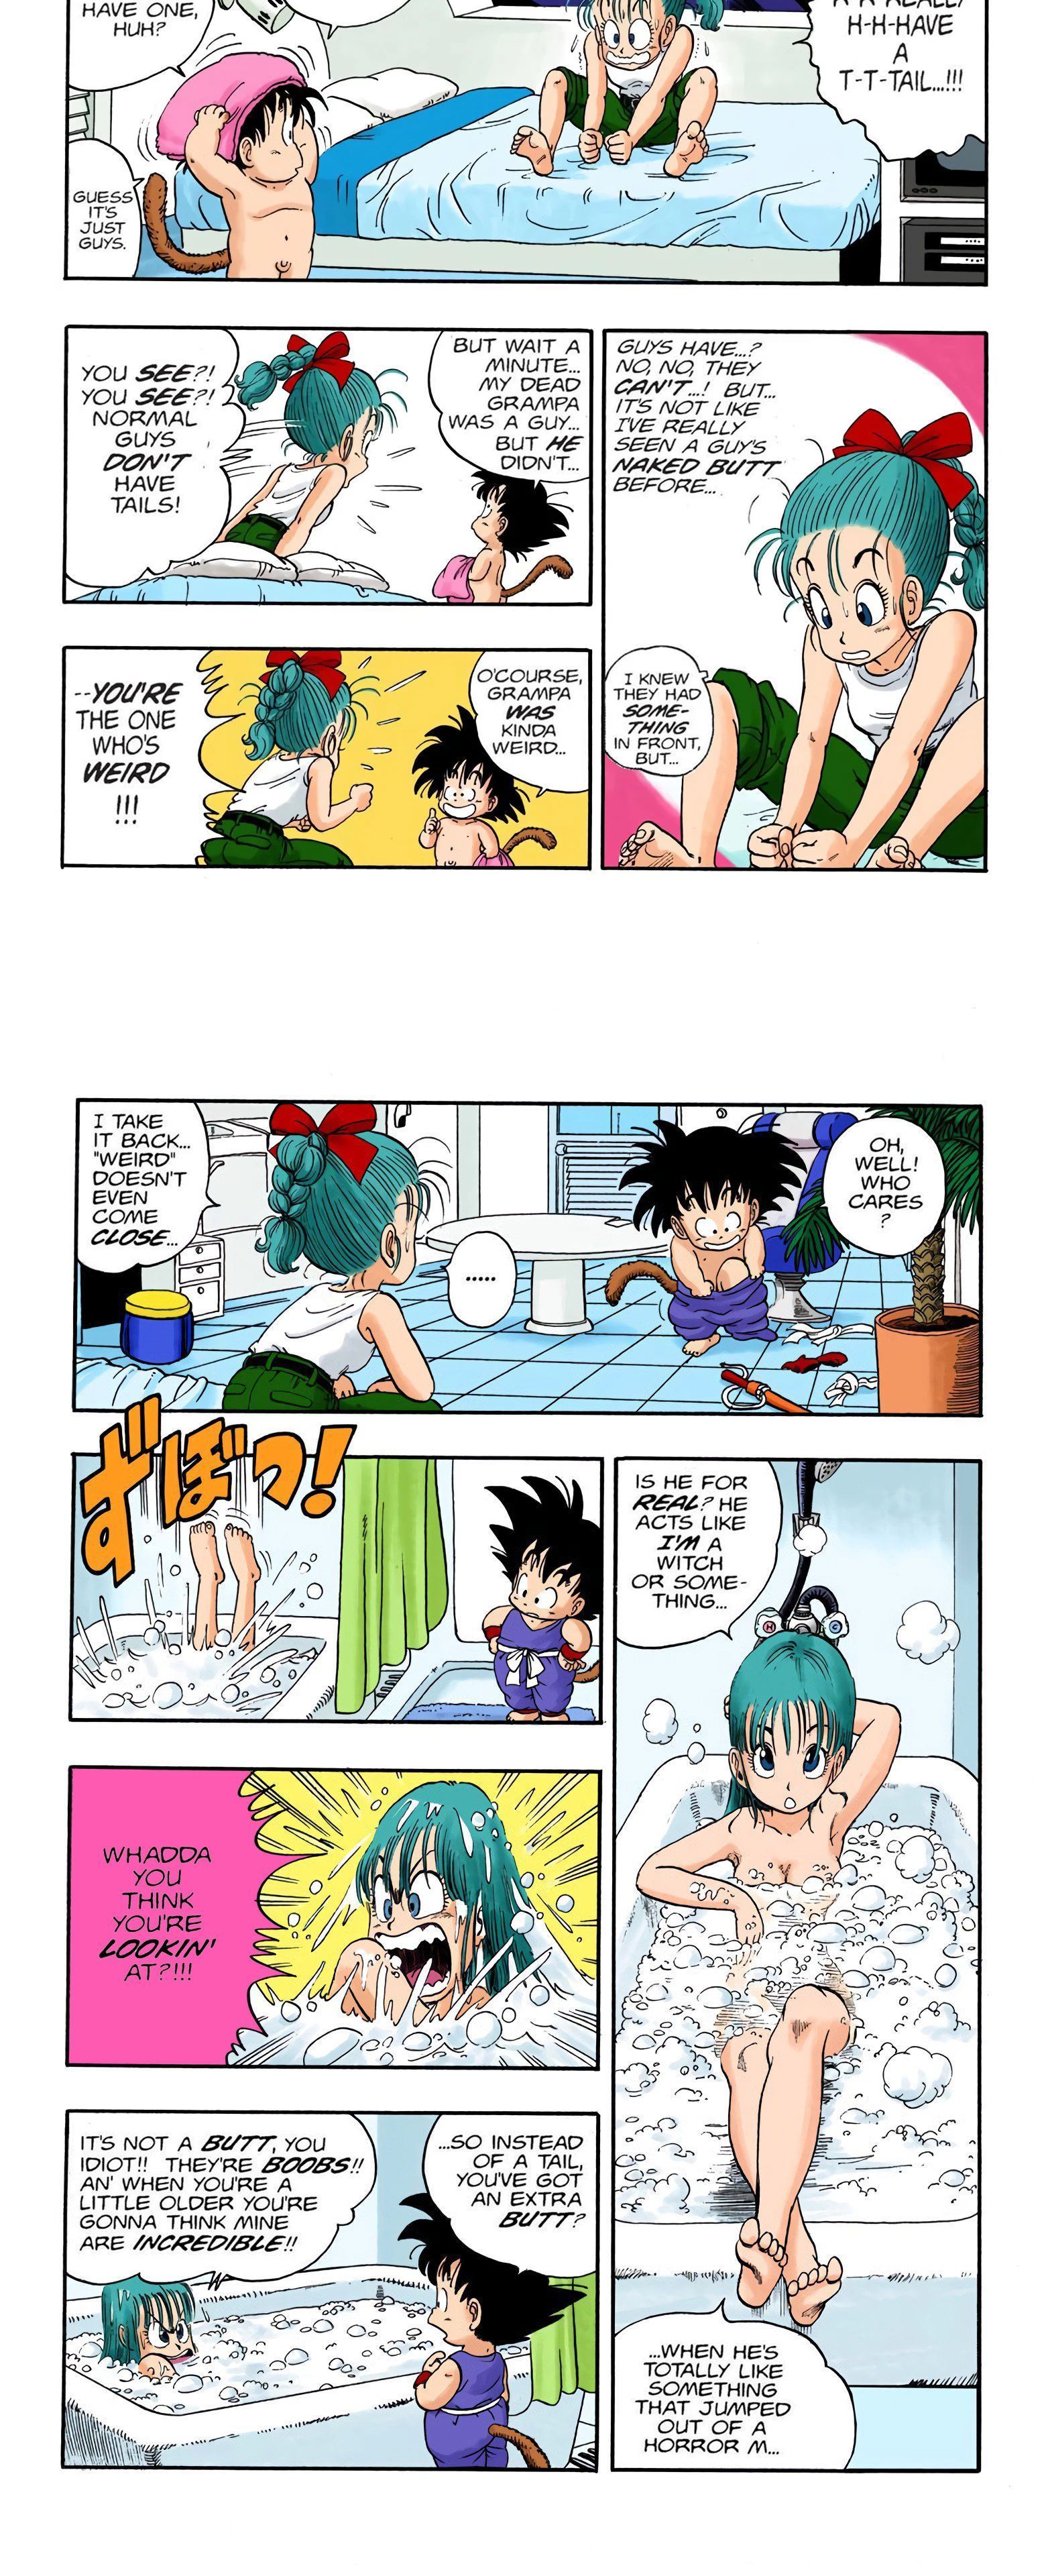 HAVE ONE,
HUH?
H-H-HAVE
A
T-T-TAIL...!!!
GUESS
IT'S
JUST
GUYS.
GUYS HAVE...?
NO, NO, THEY
CAN'T...! BUT...
IT'S NOT LIKE
I'VE REALLY
SEEN A GUY'S
NAKED BUTT
BEFORE...
I KNEW
THEY HAD
SOME-
THING
IN FRONT,
BUT...
BUT WAIT A
MINUTE...
MY DEAD
GRAMPA
WAS A GUY...
BUT HE
DIDN'T...
YOU SEE?!
YOU SEE?!
NORMAL
GUYS
DON'T
HAVE
TAILS!
O'COURSE,
GRAMPA
WAS
KINDA
WEIRD...
--YOU'RE
THE ONE
WHO'S
WEIRD
!!!
OH,
WELL!
WHO
CARES
?
......
I TAKE
IT BACK...
"WEIRD"
DOESN'T
EVEN
COME
CLOSE...
IS HE FOR
REAL? HE
ACTS LIKE
I'M A
WITCH
OR SOME-
THING...
H C
...WHEN HE'S
TOTALLY LIKE
SOMETHING
THAT JUMPED
OUT OF A
HORROR M...
ずぼっ!
WHADDA
YOU
THINK
YOU'RE
LOOKIN'
AT?!!!
...SO INSTEAD
OF A TAIL,
YOU'VE GOT
AN EXTRA
BUTT?
IT'S NOT A BUTT, YOU
IDIOT!! THEY'RE BOOBS!!
AN' WHEN YOU'RE A
LITTLE OLDER YOU'RE
GONNA THINK MINE
ARE INCREDIBLE!!